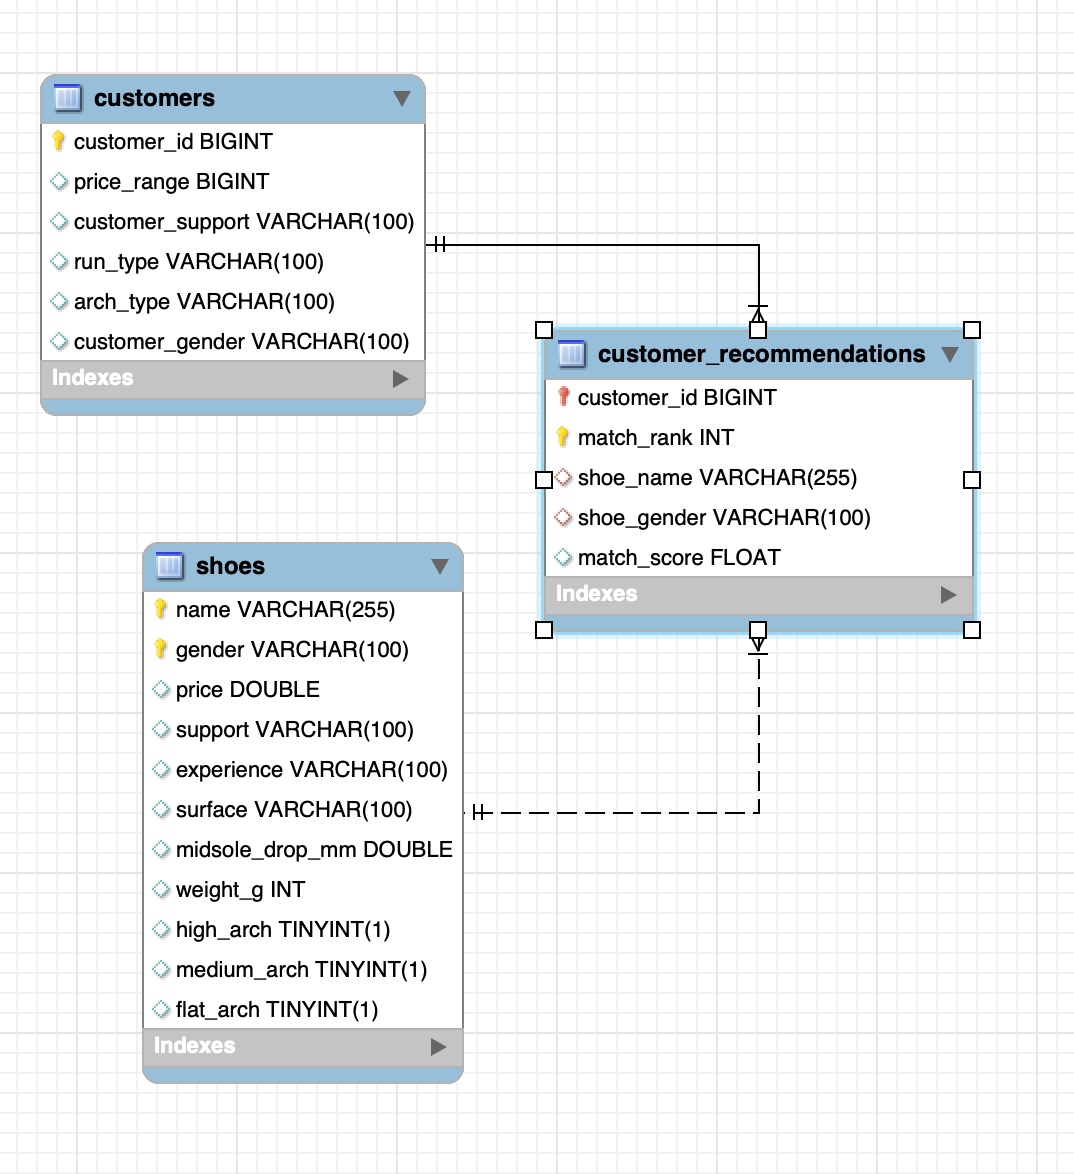 customers
customer_id BIGINT
price_range BIGINT
customer_support VARCHAR(100)
run_type VARCHAR(100)
arch_type VARCHAR(100)
customer_gender VARCHAR(100)
Indexes
customer_recommendations
customer_id BIGINT
match_rank INT
shoe_name VARCHAR(255)
shoe_gender VARCHAR(100)
match_score FLOAT
Indexes
shoes
name VARCHAR(255)
gender VARCHAR(100)
price DOUBLE
support VARCHAR(100)
experience VARCHAR(100)
surface VARCHAR(100)
midsole_drop_mm DOUBLE
weight_g INT
high_arch TINYINT(1)
medium_arch TINYINT(1)
flat_arch TINYINT(1)
Indexes